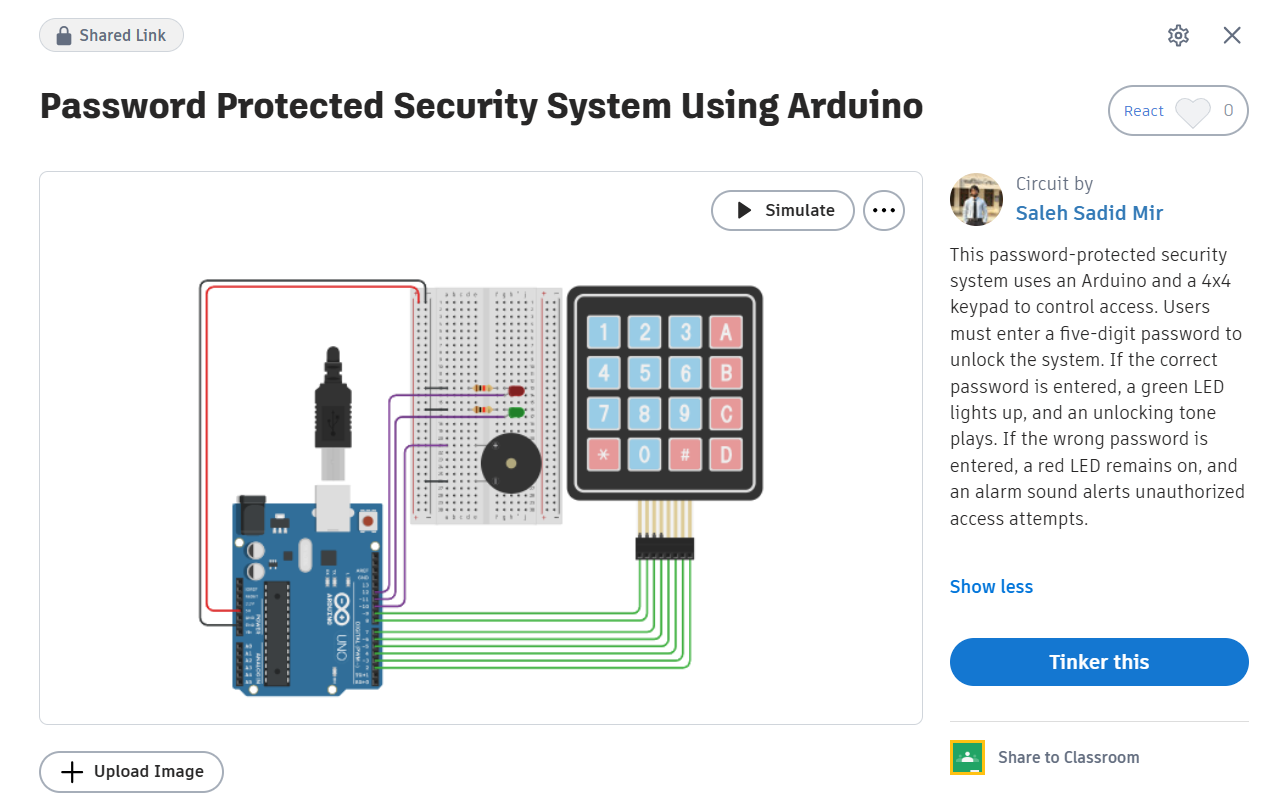 Shared Link
Password Protected Security System Using Arduino
React 0
Simulate
Circuit by
Saleh Sadid Mir
This password-protected security
system uses an Arduino and a 4x4
keypad to control access. Users
must enter a five-digit password to
unlock the system. If the correct
password is entered, a green LED
lights up, and an unlocking tone
plays. If the wrong password is
entered, a red LED remains on, and
an alarm sound alerts unauthorized
access attempts.
Show less
Tinker this
Share to Classroom
1 2 3 A
4 5 6 B
7 8 9 C
* 0 # D
ARDUINO
UNO
Upload Image